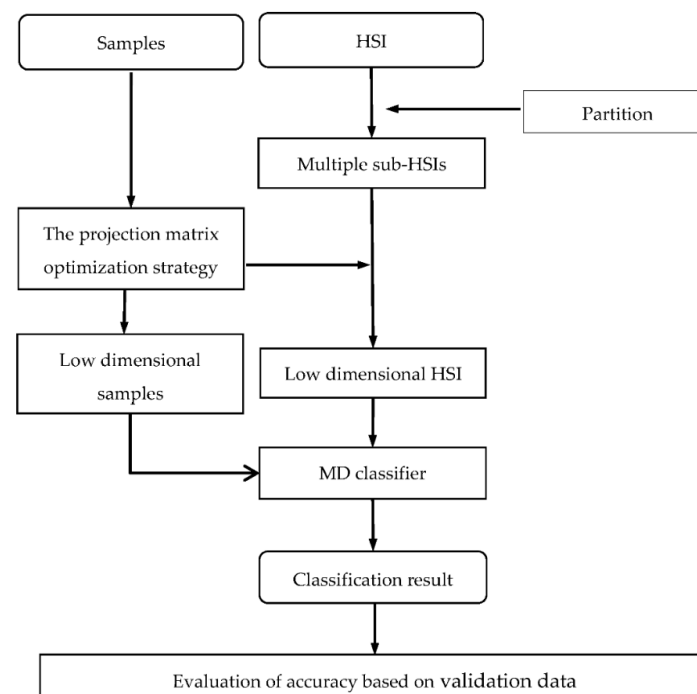 Samples
HSI
Partition
Multiple sub-HSIs
The projection matrix
optimization strategy
Low dimensional
samples
Low dimensional HSI
MD classifier
Classification result
Evaluation of accuracy based on validation data